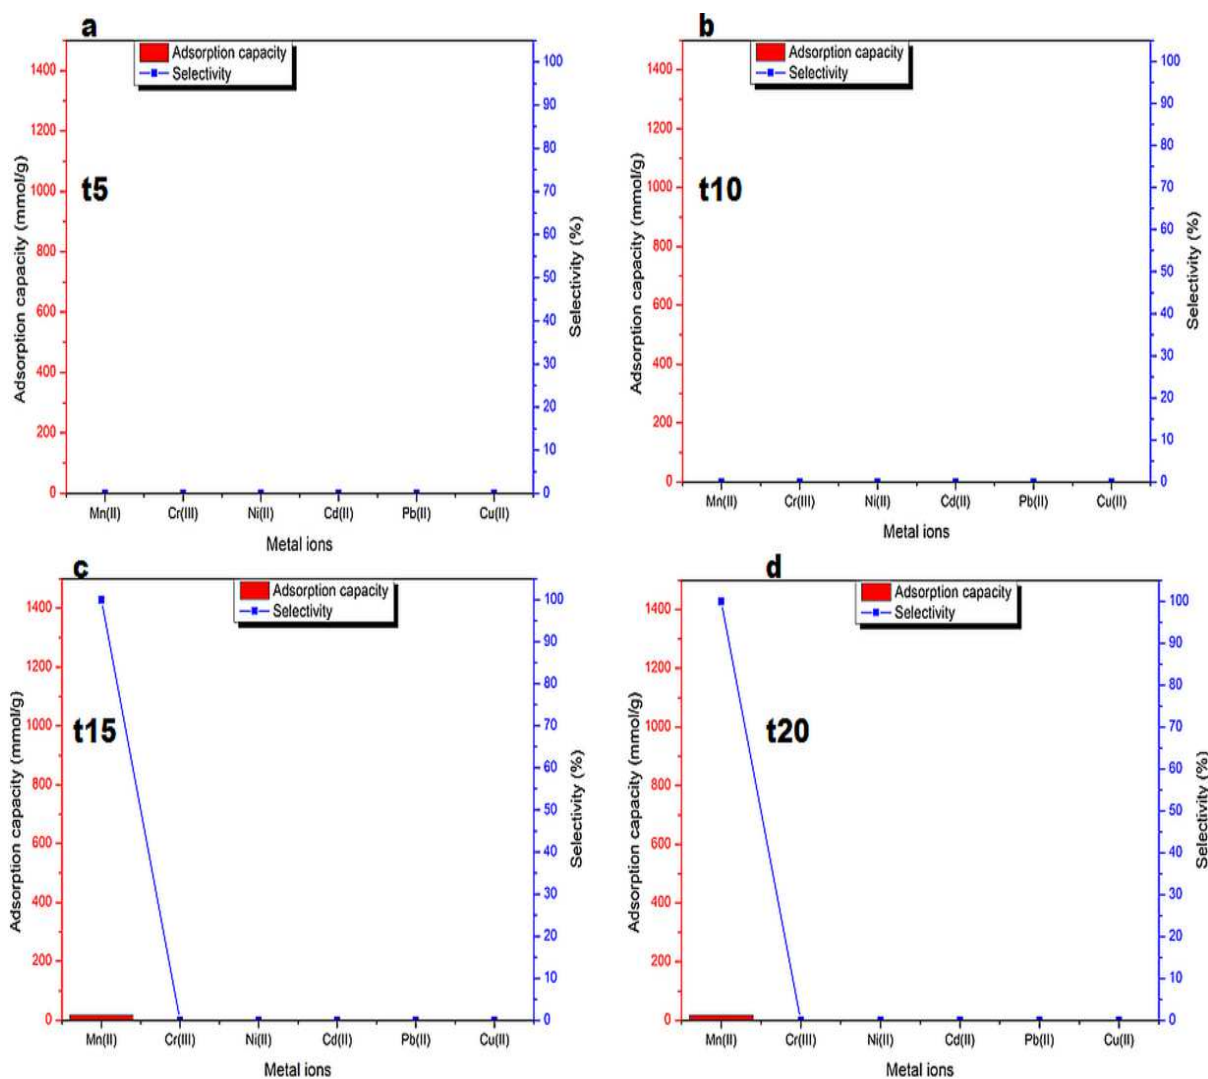 a
Adsorption capacity
Selectivity
t5
Adsorption capacity (mmol/g)
1400
1200
1000
800
600
400
200
0
Selectivity (%)
100
90
80
70
60
50
40
30
20
10
0
Mn(II) Cr(III) Ni(II) Cd(II) Pb(II) Cu(II)
Metal ions
b
Adsorption capacity
Selectivity
t10
Adsorption capacity (mmol/g)
1400
1200
1000
800
600
400
200
0
Selectivity (%)
100
90
80
70
60
50
40
30
20
10
0
Mn(II) Cr(III) Ni(II) Cd(II) Pb(II) Cu(II)
Metal ions
c
Adsorption capacity
Selectivity
t15
Adsorption capacity (mmol/g)
1400
1200
1000
800
600
400
200
0
Selectivity (%)
100
90
80
70
60
50
40
30
20
10
0
Mn(II) Cr(III) Ni(II) Cd(II) Pb(II) Cu(II)
Metal ions
d
Adsorption capacity
Selectivity
t20
Adsorption capacity (mmol/g)
1400
1200
1000
800
600
400
200
0
Selectivity (%)
100
90
80
70
60
50
40
30
20
10
0
Mn(II) Cr(III) Ni(II) Cd(II) Pb(II) Cu(II)
Metal ions